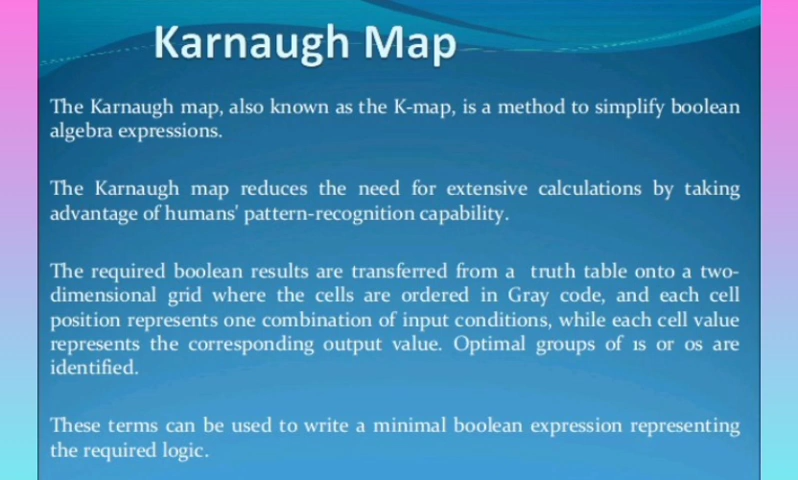 Karnaugh Map
The Karnaugh map, also known as the K-map, is a method to simplify boolean
algebra expressions.
The Karnaugh map reduces the need for extensive calculations by taking
advantage of humans' pattern-recognition capability.
The required boolean results are transferred from a truth table onto a two-
dimensional grid where the cells are ordered in Gray code, and each cell
position represents one combination of input conditions, while each cell value
represents the corresponding output value. Optimal groups of 1s or 0s are
identified.
These terms can be used to write a minimal boolean expression representing
the required logic.